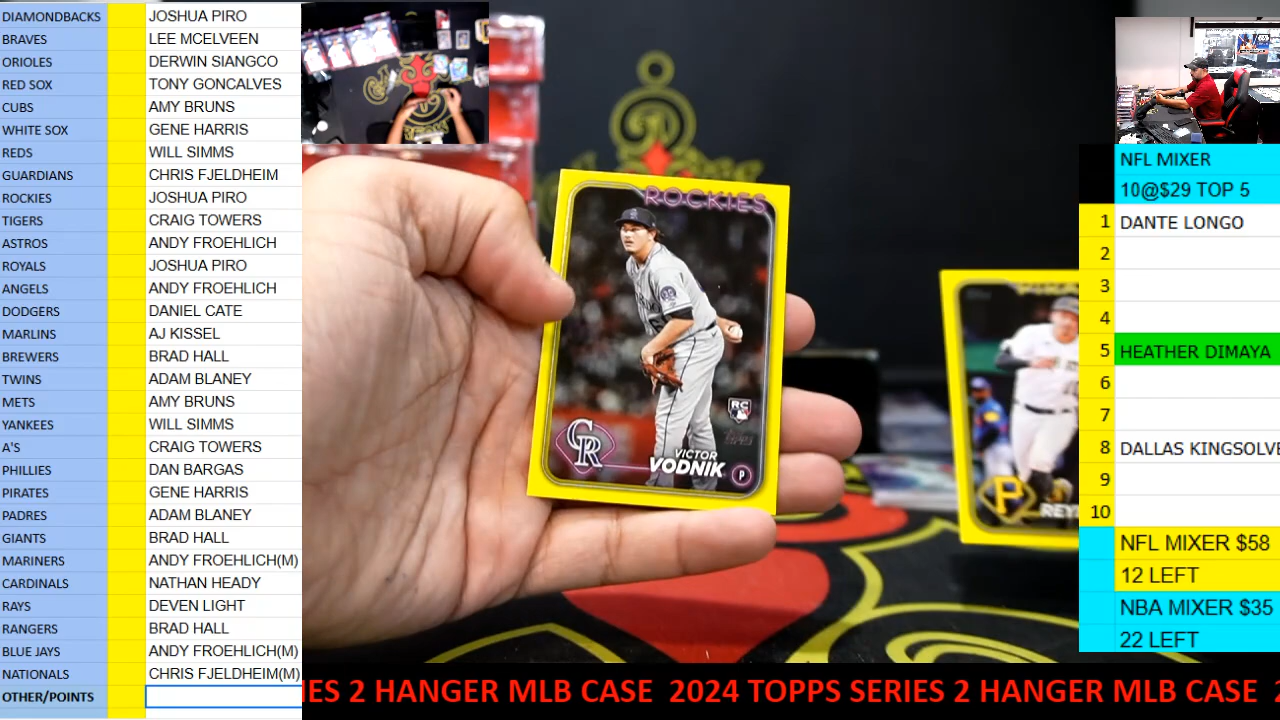 DIAMONDBACKS JOSHUA PIRO
BRAVES LEE MCELVEEN
ORIOLES DERWIN SIANGCO
RED SOX TONY GONCALVES
CUBS AMY BRUNS
WHITE SOX GENE HARRIS
REDS WILL SIMMS
GUARDIANS CHRIS FJELDHEIM
ROCKIES JOSHUA PIRO
TIGERS CRAIG TOWERS
ASTROS ANDY FROEHLICH
ROYALS JOSHUA PIRO
ANGELS ANDY FROEHLICH
DODGERS DANIEL CATE
MARLINS AJ KISSEL
BREWERS BRAD HALL
TWINS ADAM BLANEY
METS AMY BRUNS
YANKEES WILL SIMMS
A'S CRAIG TOWERS
PHILLIES DAN BARGAS
PIRATES GENE HARRIS
PADRES ADAM BLANEY
GIANTS BRAD HALL
MARINERS ANDY FROEHLICH(M)
CARDINALS NATHAN HEADY
RAYS DEVEN LIGHT
RANGERS BRAD HALL
BLUE JAYS ANDY FROEHLICH(M)
NATIONALS CHRIS FJELDHEIM(M)
OTHER/POINTS
ROCKIES
RC
CR
VICTOR
VODNIK P
P
REY
NFL MIXER
10@$29 TOP 5
1 DANTE LONGO
2
3
4
5 HEATHER DIMAYA
6
7
8 DALLAS KINGSOLVE
9
10
NFL MIXER $58
12 LEFT
NBA MIXER $35
22 LEFT
IES 2 HANGER MLB CASE 2024 TOPPS SERIES 2 HANGER MLB CASE 2